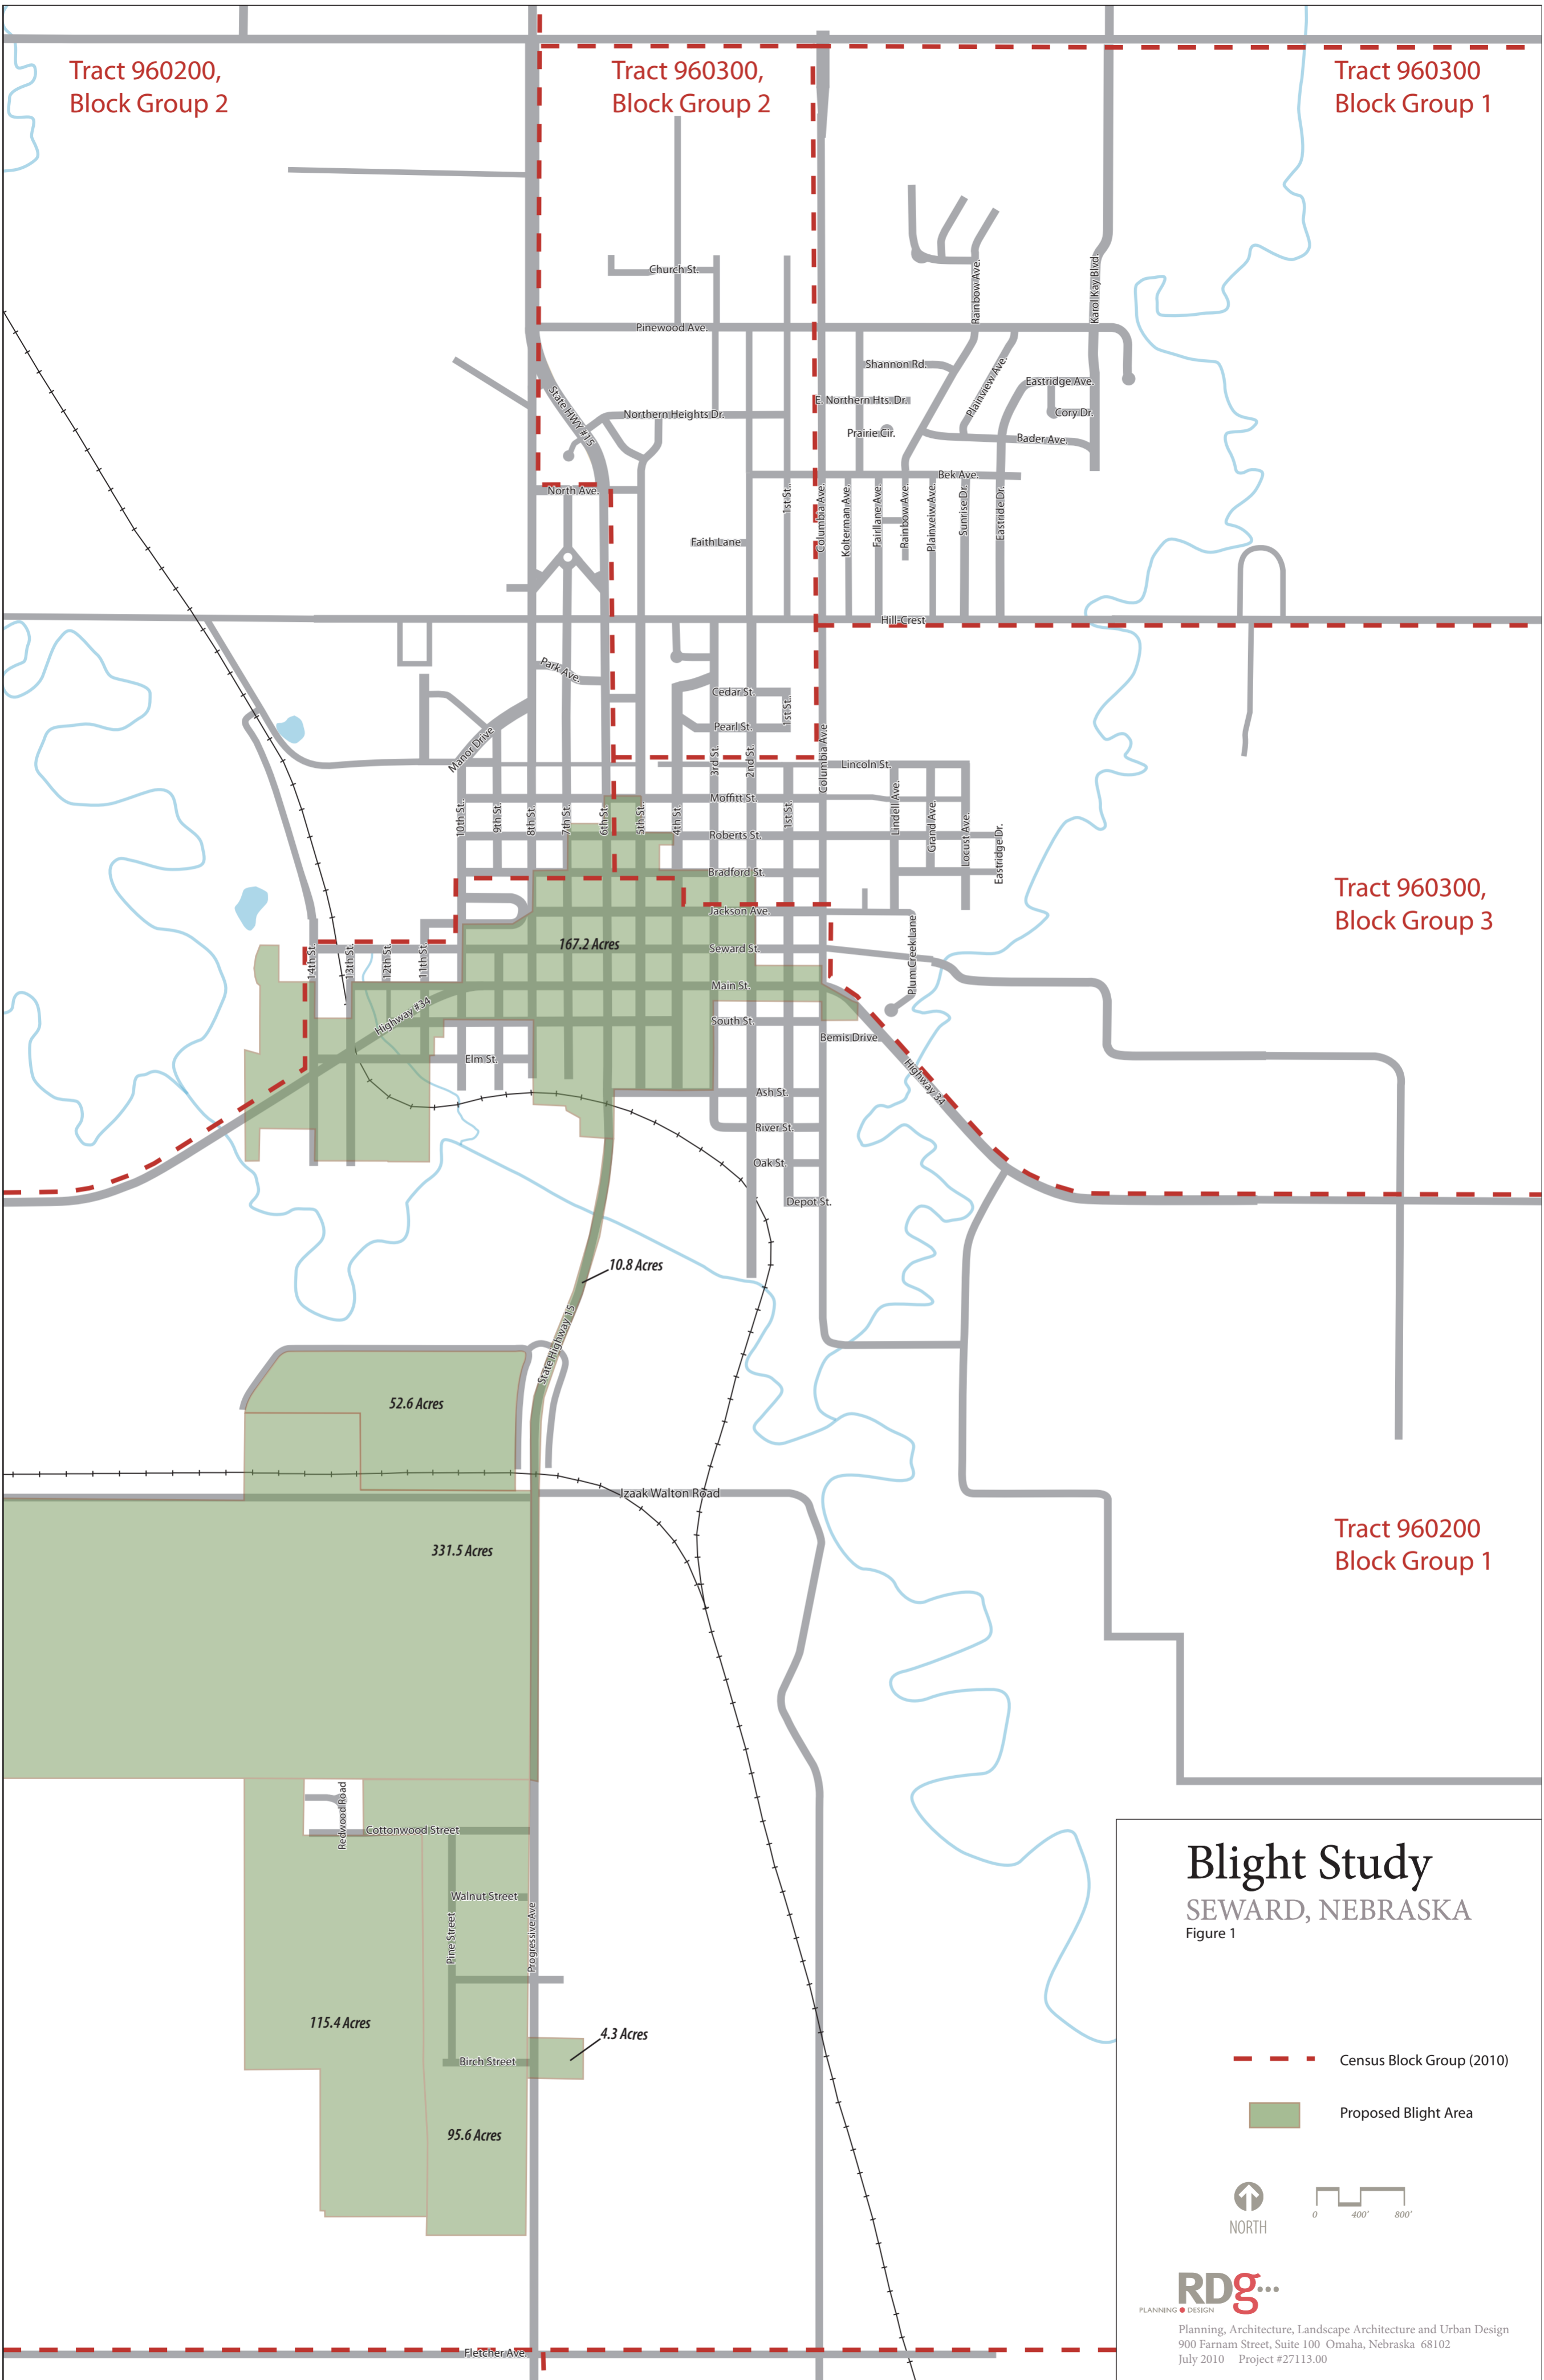 Tract 960200,
Block Group 2
Tract 960300,
Block Group 2
Tract 960300
Block Group 1
Church St.
Pinewood Ave.
Rainbow Ave.
Karol Kay Blvd
State HWY #15
Northern Heights Dr.
Shannon Rd.
E. Northern Hts. Dr.
Prairie Cir.
Plainview Ave.
Eastridge Ave.
Cory Dr.
Bader Ave.
Bek Ave.
North Ave.
Faith Lane
1st St.
Columbia Ave.
Kolterman Ave.
Fairllane Ave.
Rainbow Ave.
Plainveiw Ave.
Sunrise Dr.
Eastride Dr.
Hill-Crest
Park Ave.
Cedar St.
Pearl St.
1st St.
Manor Drive
3rd St.
2nd St.
Columbia Ave
Lincoln St.
Moffitt St.
10th St.
9th St.
8th St.
7th St.
6th St.
5th St.
4th St.
1st St.
Lindell Ave.
Grand Ave.
Locust Ave.
Eastridge Dr.
Roberts St.
Bradford St.
Tract 960300,
Block Group 3
Jackson Ave.
167.2 Acres
Seward St.
14th St.
13th St.
12th St.
11th St.
Plum Creek Lane
Main St.
Highway #34
South St.
Bemis Drive
Elm St.
Highway 34
Ash St.
River St.
Oak St.
Depot St.
10.8 Acres
State Highway 15
52.6 Acres
Izaak Walton Road
331.5 Acres
Tract 960200
Block Group 1
Redwood Road
Cottonwood Street
Walnut Street
Pine Street
Progressive Ave
115.4 Acres
4.3 Acres
Birch Street
95.6 Acres
Fletcher Ave.
Blight Study
SEWARD, NEBRASKA
Figure 1
Census Block Group (2010)
Proposed Blight Area
NORTH
0 400' 800'
RDg...
PLANNING • DESIGN
Planning, Architecture, Landscape Architecture and Urban Design
900 Farnam Street, Suite 100 Omaha, Nebraska 68102
July 2010 Project #27113.00